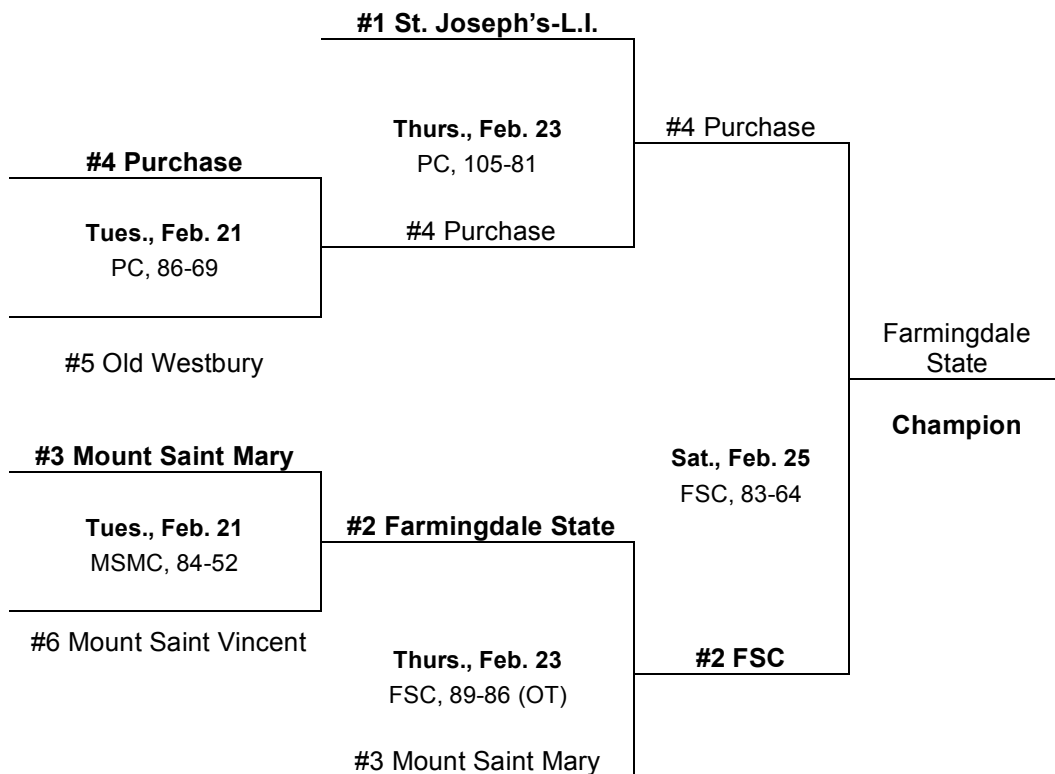 #1 St. Joseph’s-L.I.
Thurs., Feb. 23
PC, 105-81
#4 Purchase
#4 Purchase
Tues., Feb. 21
PC, 86-69
#4 Purchase
#5 Old Westbury
Farmingdale
State
Champion
#3 Mount Saint Mary
Tues., Feb. 21
MSMC, 84-52
#6 Mount Saint Vincent
#2 Farmingdale State
Thurs., Feb. 23
FSC, 89-86 (OT)
#3 Mount Saint Mary
Sat., Feb. 25
FSC, 83-64
#2 FSC